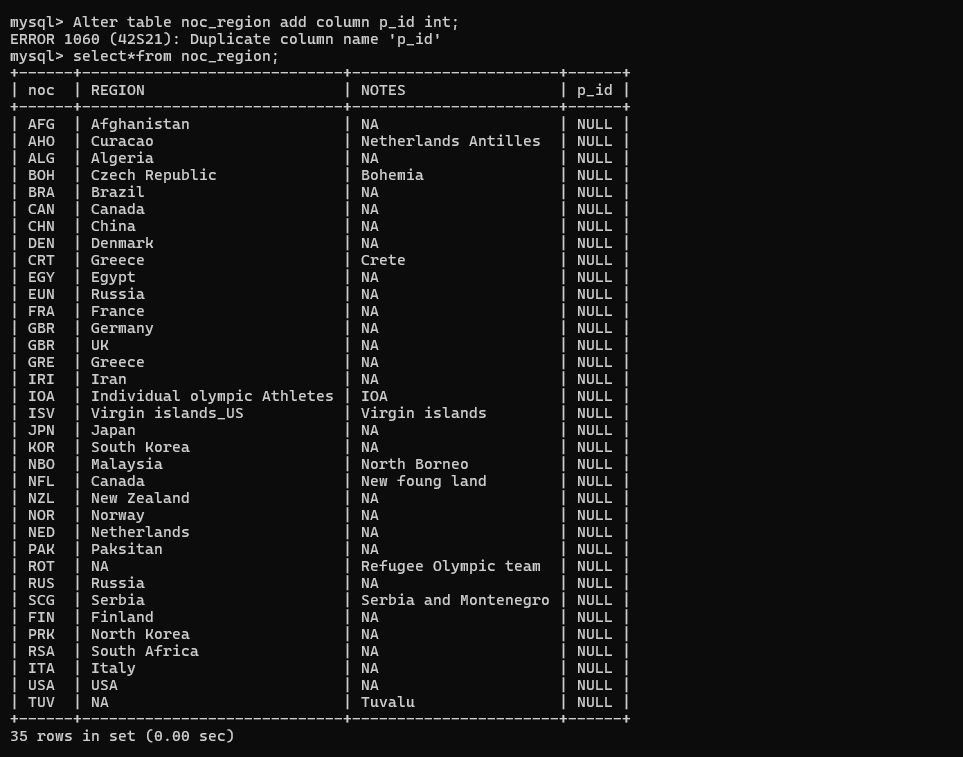 mysql> Alter table noc_region add column p_id int;
ERROR 1060 (42S21): Duplicate column name 'p_id'
mysql> select*from noc_region;
+------+-----------------------------+-----------------------+------+
| noc  | REGION                      | NOTES                 | p_id |
+------+-----------------------------+-----------------------+------+
| AFG  | Afghanistan                 | NA                    | NULL |
| AHO  | Curacao                     | Netherlands Antilles  | NULL |
| ALG  | Algeria                     | NA                    | NULL |
| BOH  | Czech Republic              | Bohemia               | NULL |
| BRA  | Brazil                      | NA                    | NULL |
| CAN  | Canada                      | NA                    | NULL |
| CHN  | China                       | NA                    | NULL |
| DEN  | Denmark                     | NA                    | NULL |
| CRT  | Greece                      | Crete                 | NULL |
| EGY  | Egypt                       | NA                    | NULL |
| EUN  | Russia                      | NA                    | NULL |
| FRA  | France                      | NA                    | NULL |
| GBR  | Germany                     | NA                    | NULL |
| GBR  | UK                          | NA                    | NULL |
| GRE  | Greece                      | NA                    | NULL |
| IRI  | Iran                        | NA                    | NULL |
| IOA  | Individual olympic Athletes | IOA                   | NULL |
| ISV  | Virgin islands_US           | Virgin islands        | NULL |
| JPN  | Japan                       | NA                    | NULL |
| KOR  | South Korea                 | NA                    | NULL |
| NBO  | Malaysia                    | North Borneo          | NULL |
| NFL  | Canada                      | New foung land        | NULL |
| NZL  | New Zealand                 | NA                    | NULL |
| NOR  | Norway                      | NA                    | NULL |
| NED  | Netherlands                 | NA                    | NULL |
| PAK  | Paksitan                    | NA                    | NULL |
| ROT  | NA                          | Refugee Olympic team  | NULL |
| RUS  | Russia                      | NA                    | NULL |
| SCG  | Serbia                      | Serbia and Montenegro | NULL |
| FIN  | Finland                     | NA                    | NULL |
| PRK  | North Korea                 | NA                    | NULL |
| RSA  | South Africa                | NA                    | NULL |
| ITA  | Italy                       | NA                    | NULL |
| USA  | USA                         | NA                    | NULL |
| TUV  | NA                          | Tuvalu                | NULL |
+------+-----------------------------+-----------------------+------+
35 rows in set (0.00 sec)